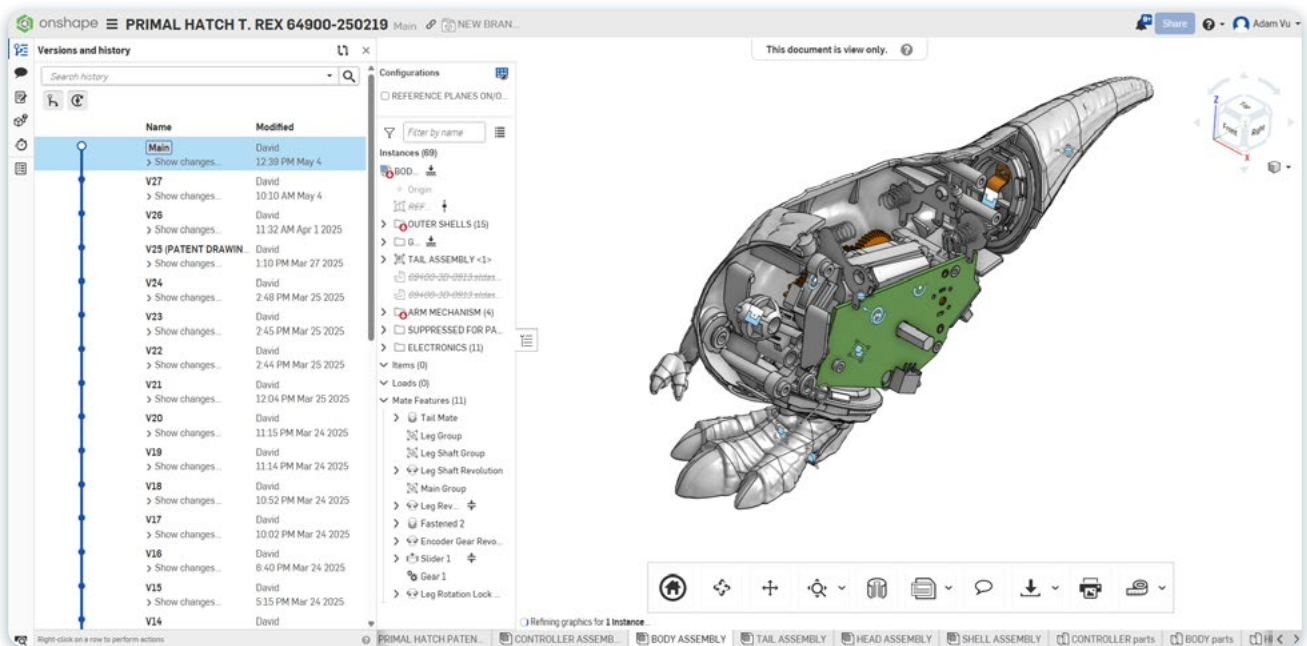 onshape PRIMAL HATCH T. REX 64900-250219 Main NEW BRAN...
Share Adam Vu
Versions and history
Search history
Name Modified
Main David
Show changes... 12:39 PM May 4
V27 David
Show changes... 10:10 AM May 4
V26 David
Show changes... 11:32 AM Apr 1 2025
V25 (PATENT DRAWIN... David
Show changes... 1:10 PM Mar 27 2025
V24 David
Show changes... 2:48 PM Mar 25 2025
V23 David
Show changes... 2:45 PM Mar 25 2025
V22 David
Show changes... 2:44 PM Mar 25 2025
V21 David
Show changes... 12:04 PM Mar 25 2025
V20 David
Show changes... 11:15 PM Mar 24 2025
V19 David
Show changes... 11:14 PM Mar 24 2025
V18 David
Show changes... 10:52 PM Mar 24 2025
V17 David
Show changes... 10:02 PM Mar 24 2025
V16 David
Show changes... 6:40 PM Mar 24 2025
V15 David
Show changes... 5:15 PM Mar 24 2025
V14 David
Right-click on a row to perform actions
Configurations
REFERENCE PLANES ON/O...
Filter by name
Instances (69)
BOD...
Origin
REF...
OUTER SHELLS (15)
G...
TAIL ASSEMBLY <1>
ARM MECHANISM (4)
SUPPRESSED FOR PA...
ELECTRONICS (11)
Items (0)
Loads (0)
Mate Features (11)
Tail Mate
Leg Group
Leg Shaft Group
Leg Shaft Revolution
Main Group
Leg Rev...
Fastened 2
Encoder Gear Revo...
Slider 1
Gear 1
Leg Rotation Lock ...
This document is view only.
Z
Top
Front Right
X
Refining graphics for 1 instance...
PRIMAL HATCH PATEN... CONTROLLER ASSEMB... BODY ASSEMBLY TAIL ASSEMBLY HEAD ASSEMBLY SHELL ASSEMBLY CONTROLLER parts BODY parts